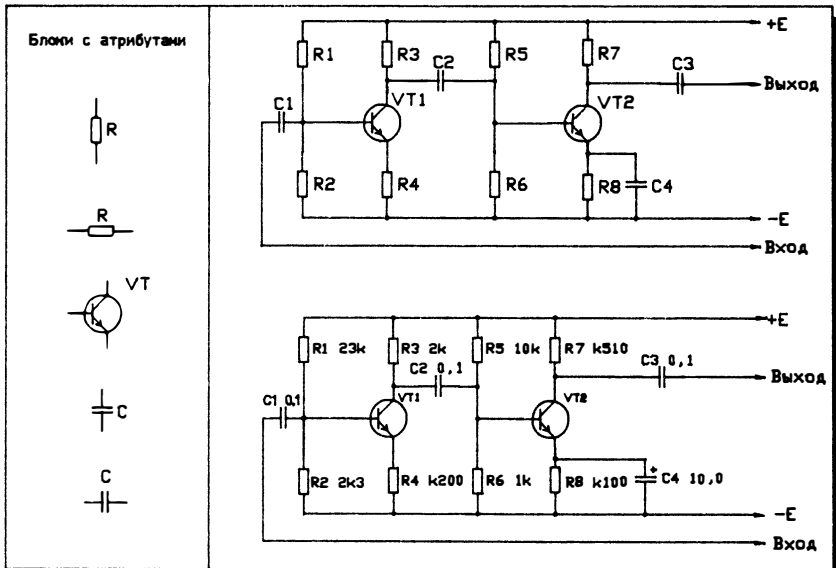 Блоки с атрибутами
R
R
VT
C
C
+E
R1 R3 R5 R7
C2 C3
Выход
C1 VT1 VT2
R2 R4 R6 R8 C4
-E
Вход
+E
R1 23k R3 2k R5 10k R7 k510
C2 0,1 C3 0,1
Выход
C1 0,1 VT1 VT2
R2 2k3 R4 k200 R6 1k R8 k100 + C4 10,0
-E
Вход